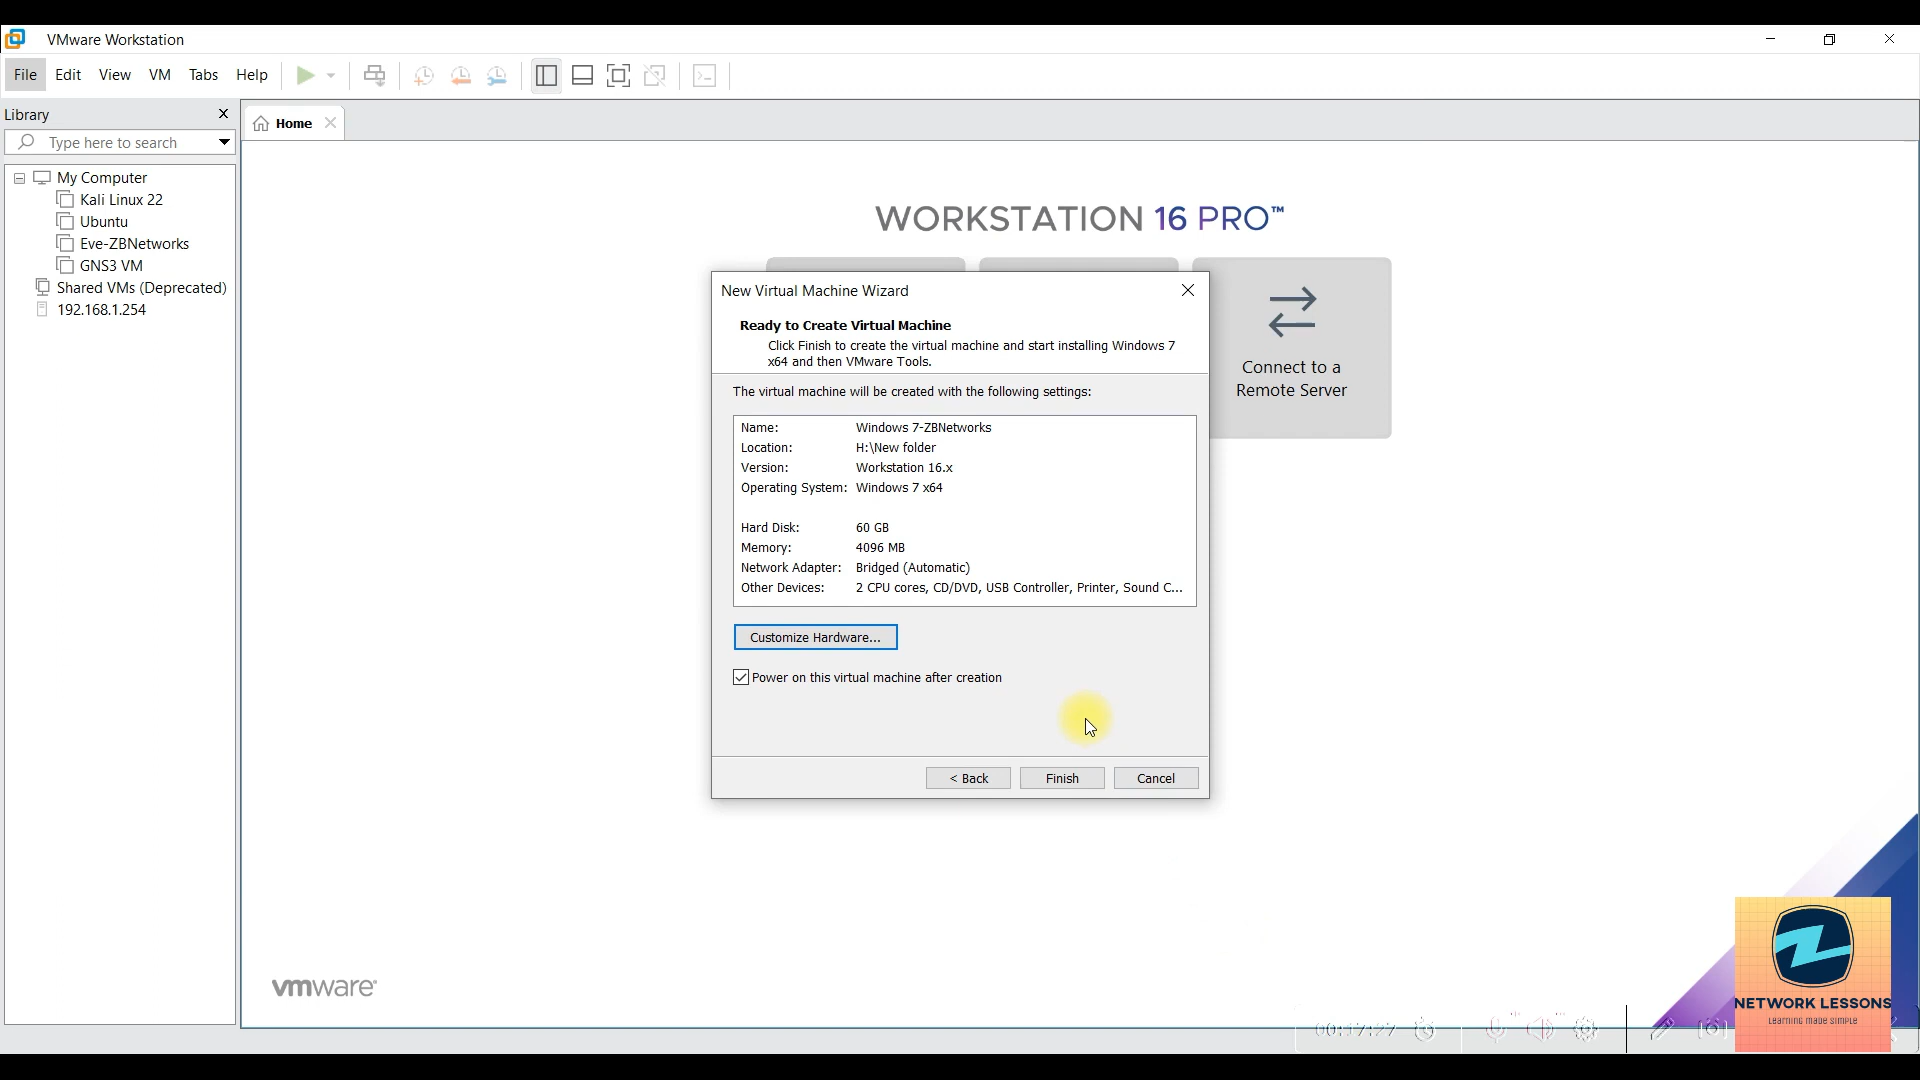 VMware Workstation
File Edit View VM Tabs Help
Library
Type here to search
Home
My Computer
Kali Linux 22
Ubuntu
Eve-ZBNetworks
GNS3 VM
Shared VMs (Deprecated)
192.168.1.254
WORKSTATION 16 PRO™
Connect to a
Remote Server
New Virtual Machine Wizard
Ready to Create Virtual Machine
Click Finish to create the virtual machine and start installing Windows 7
x64 and then VMware Tools.
The virtual machine will be created with the following settings:
Name: Windows 7-ZBNetworks
Location: H:\New folder
Version: Workstation 16.x
Operating System: Windows 7 x64
Hard Disk: 60 GB
Memory: 4096 MB
Network Adapter: Bridged (Automatic)
Other Devices: 2 CPU cores, CD/DVD, USB Controller, Printer, Sound C...
Customize Hardware...
Power on this virtual machine after creation
< Back Finish Cancel
vmware
NETWORK LESSONS
Learning made simple